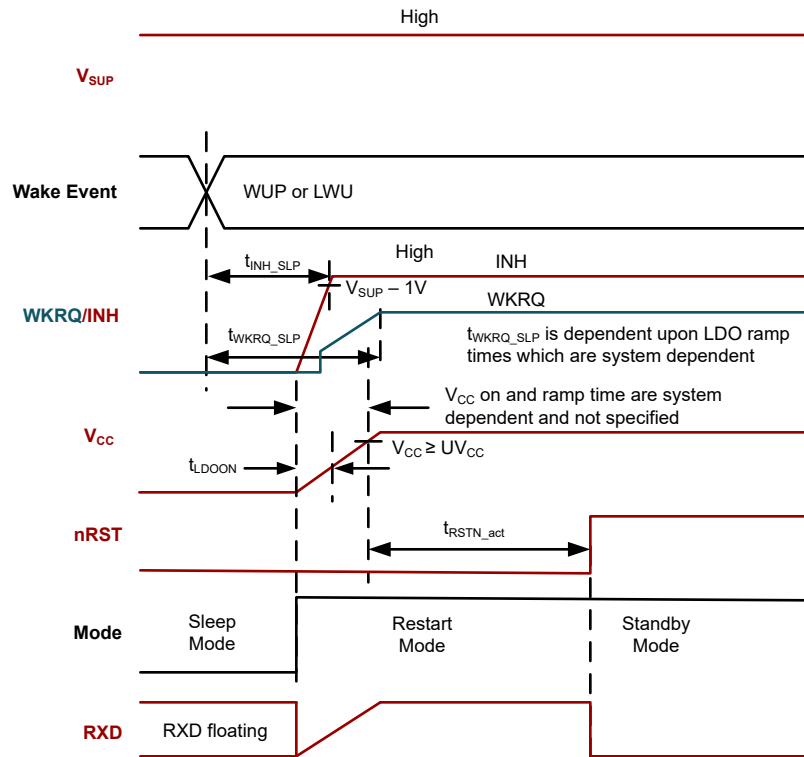 High
VSUP
Wake Event
WUP or LWU
tINH_SLP
High
INH
VSUP – 1V
WKRQ/INH
WKRQ
tWKRQ_SLP
tWKRQ_SLP is dependent upon LDO ramp
times which are system dependent
VCC on and ramp time are system
dependent and not specified
VCC
VCC ≥ UVCC
tLDOON
nRST
tRSTN_act
Mode
Sleep
Mode
Restart
Mode
Standby
Mode
RXD
RXD floating